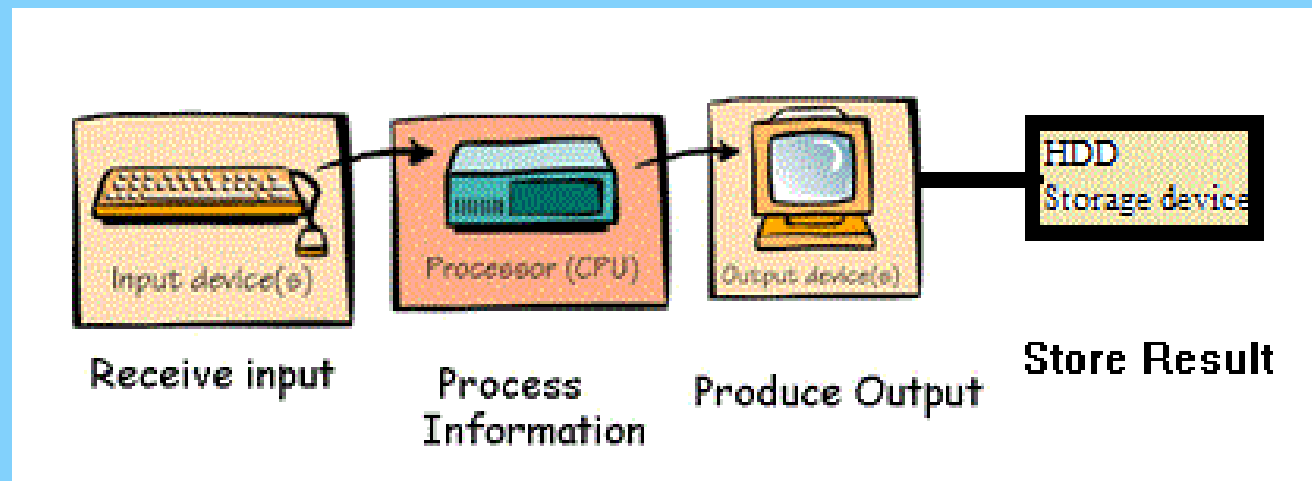 Input device(s)
Processor (CPU)
Output device(s)
HDD
Storage device
Receive input
Process
Information
Produce Output
Store Result